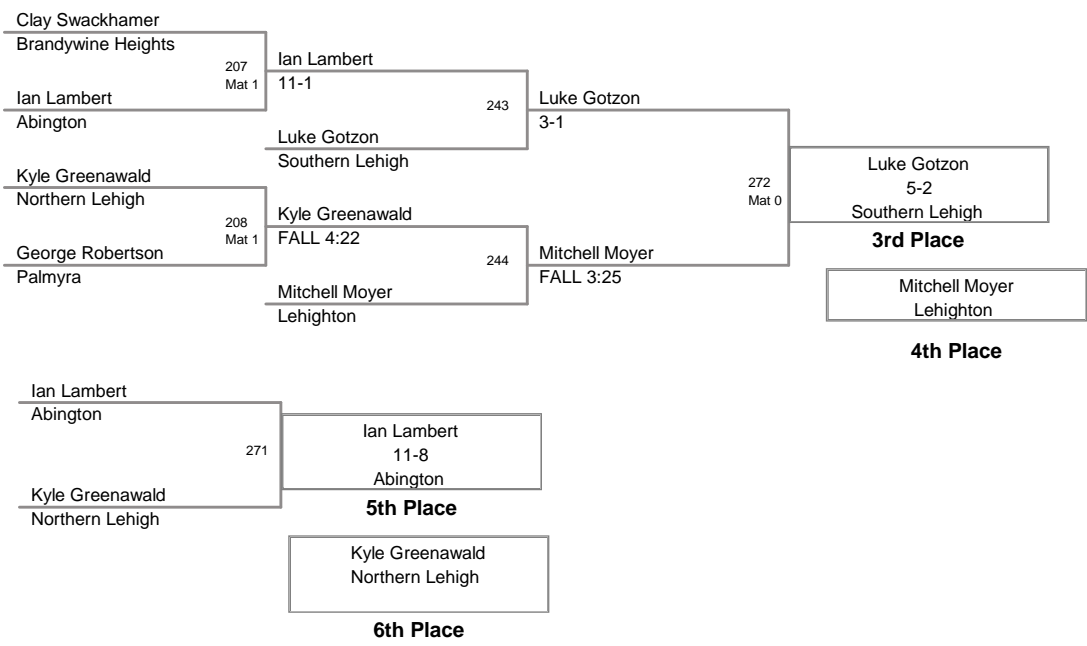 Clay Swackhamer
Brandywine Heights
207
Mat 1
Ian Lambert
11-1
Ian Lambert
Abington
243
Luke Gotzon
3-1
Luke Gotzon
Southern Lehigh
Kyle Greenawald
Northern Lehigh
208
Mat 1
Kyle Greenawald
FALL 4:22
George Robertson
Palmyra
244
Mitchell Moyer
FALL 3:25
Mitchell Moyer
Lehighton
272
Mat 0
Luke Gotzon
5-2
Southern Lehigh
3rd Place
Mitchell Moyer
Lehighton
4th Place
Ian Lambert
Abington
271
Kyle Greenawald
Northern Lehigh
Ian Lambert
11-8
Abington
5th Place
Kyle Greenawald
Northern Lehigh
6th Place